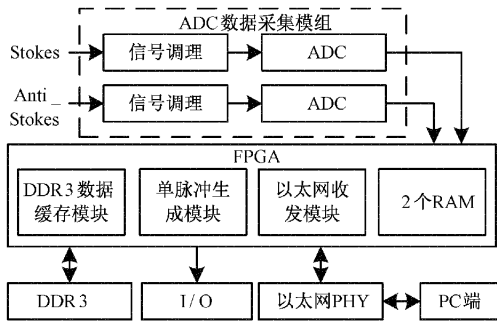 ADC数据采集模组
Stokes
信号调理
ADC
Anti_
Stokes
信号调理
ADC
FPGA
DDR3数据
缓存模块
单脉冲生
成模块
以太网收
发模块
2个RAM
DDR3
I/O
以太网PHY
PC端